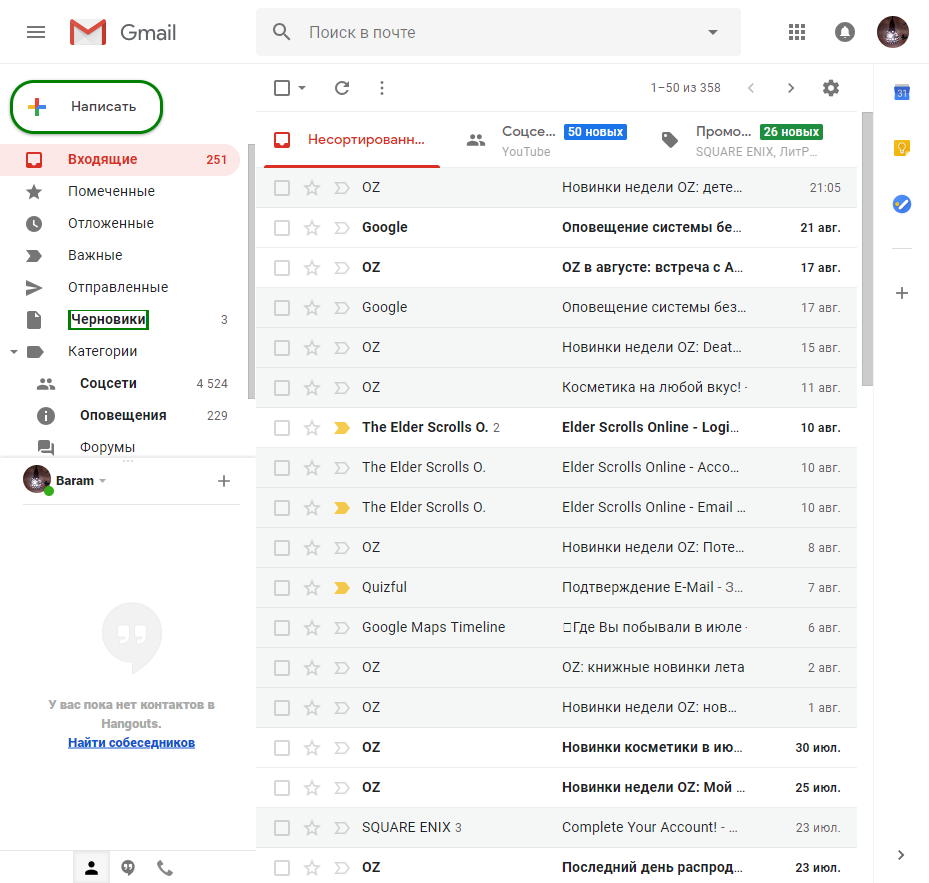 Gmail
Поиск в почте
Написать
1–50 из 358
31
Входящие 251
Помеченные
Отложенные
Важные
Отправленные
Черновики 3
Категории
Соцсети 4 524
Оповещения 229
Форумы
Baram
У вас пока нет контактов в
Hangouts.
Найти собеседников
Несортированн…
Соцсе… 50 новых
YouTube
Промо… 26 новых
SQUARE ENIX, ЛитР…
OZ Новинки недели OZ: дете… 21:05
Google Оповещение системы бе… 21 авг.
OZ OZ в августе: встреча с А… 17 авг.
Google Оповещение системы без… 17 авг.
OZ Новинки недели OZ: Deat… 15 авг.
OZ Косметика на любой вкус! - 11 авг.
The Elder Scrolls O. 2 Elder Scrolls Online - Logi… 10 авг.
The Elder Scrolls O. Elder Scrolls Online - Acco… 10 авг.
The Elder Scrolls O. Elder Scrolls Online - Email … 10 авг.
OZ Новинки недели OZ: Поте… 8 авг.
Quizful Подтверждение E-Mail - З… 7 авг.
Google Maps Timeline Где Вы побывали в июле - 6 авг.
OZ OZ: книжные новинки лета 2 авг.
OZ Новинки недели OZ: нов… 1 авг.
OZ Новинки косметики в ию… 30 июл.
OZ Новинки недели OZ: Мой … 25 июл.
SQUARE ENIX 3 Complete Your Account! - … 23 июл.
OZ Последний день распрод… 23 июл.